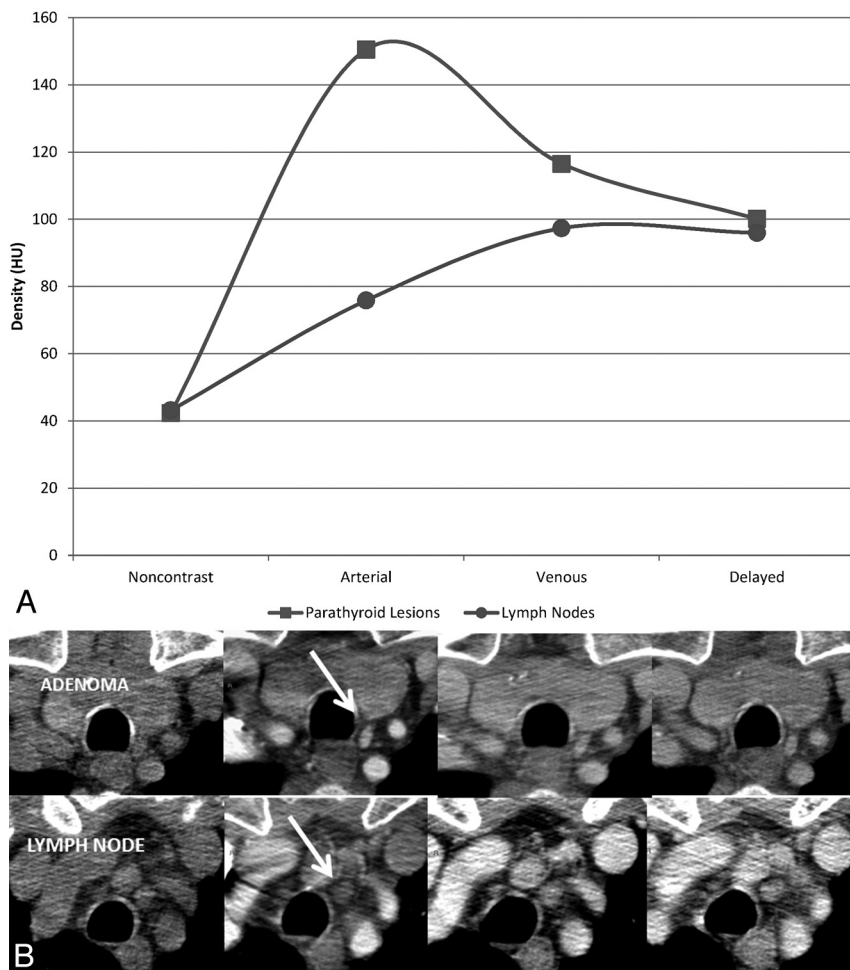 160
140
120
100
80
60
40
20
0
Density (HU)
Noncontrast Arterial Venous Delayed
A
Parathyroid Lesions Lymph Nodes
ADENOMA
LYMPH NODE
B